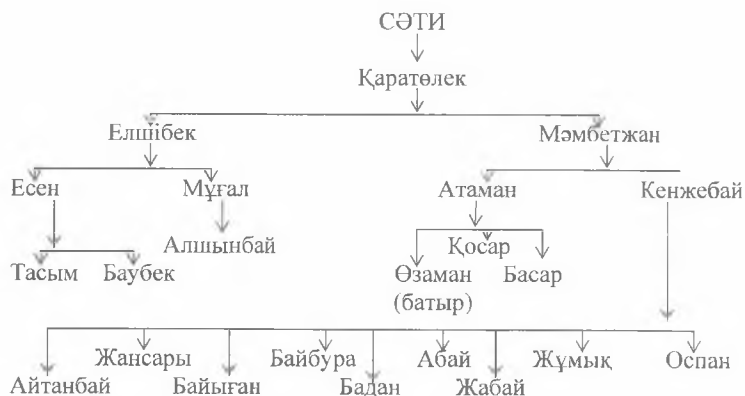 СӘТИ
Қаратөлек
Елшібек Мәмбетжан
Есен Мұғал Атаман Кенжебай
Алшынбай Қосар
Тасым Баубек Өзаман Басар
(батыр)
Жансары Байбура Абай Жұмық Оспан
Айтанбай Байыған Бадан Жабай